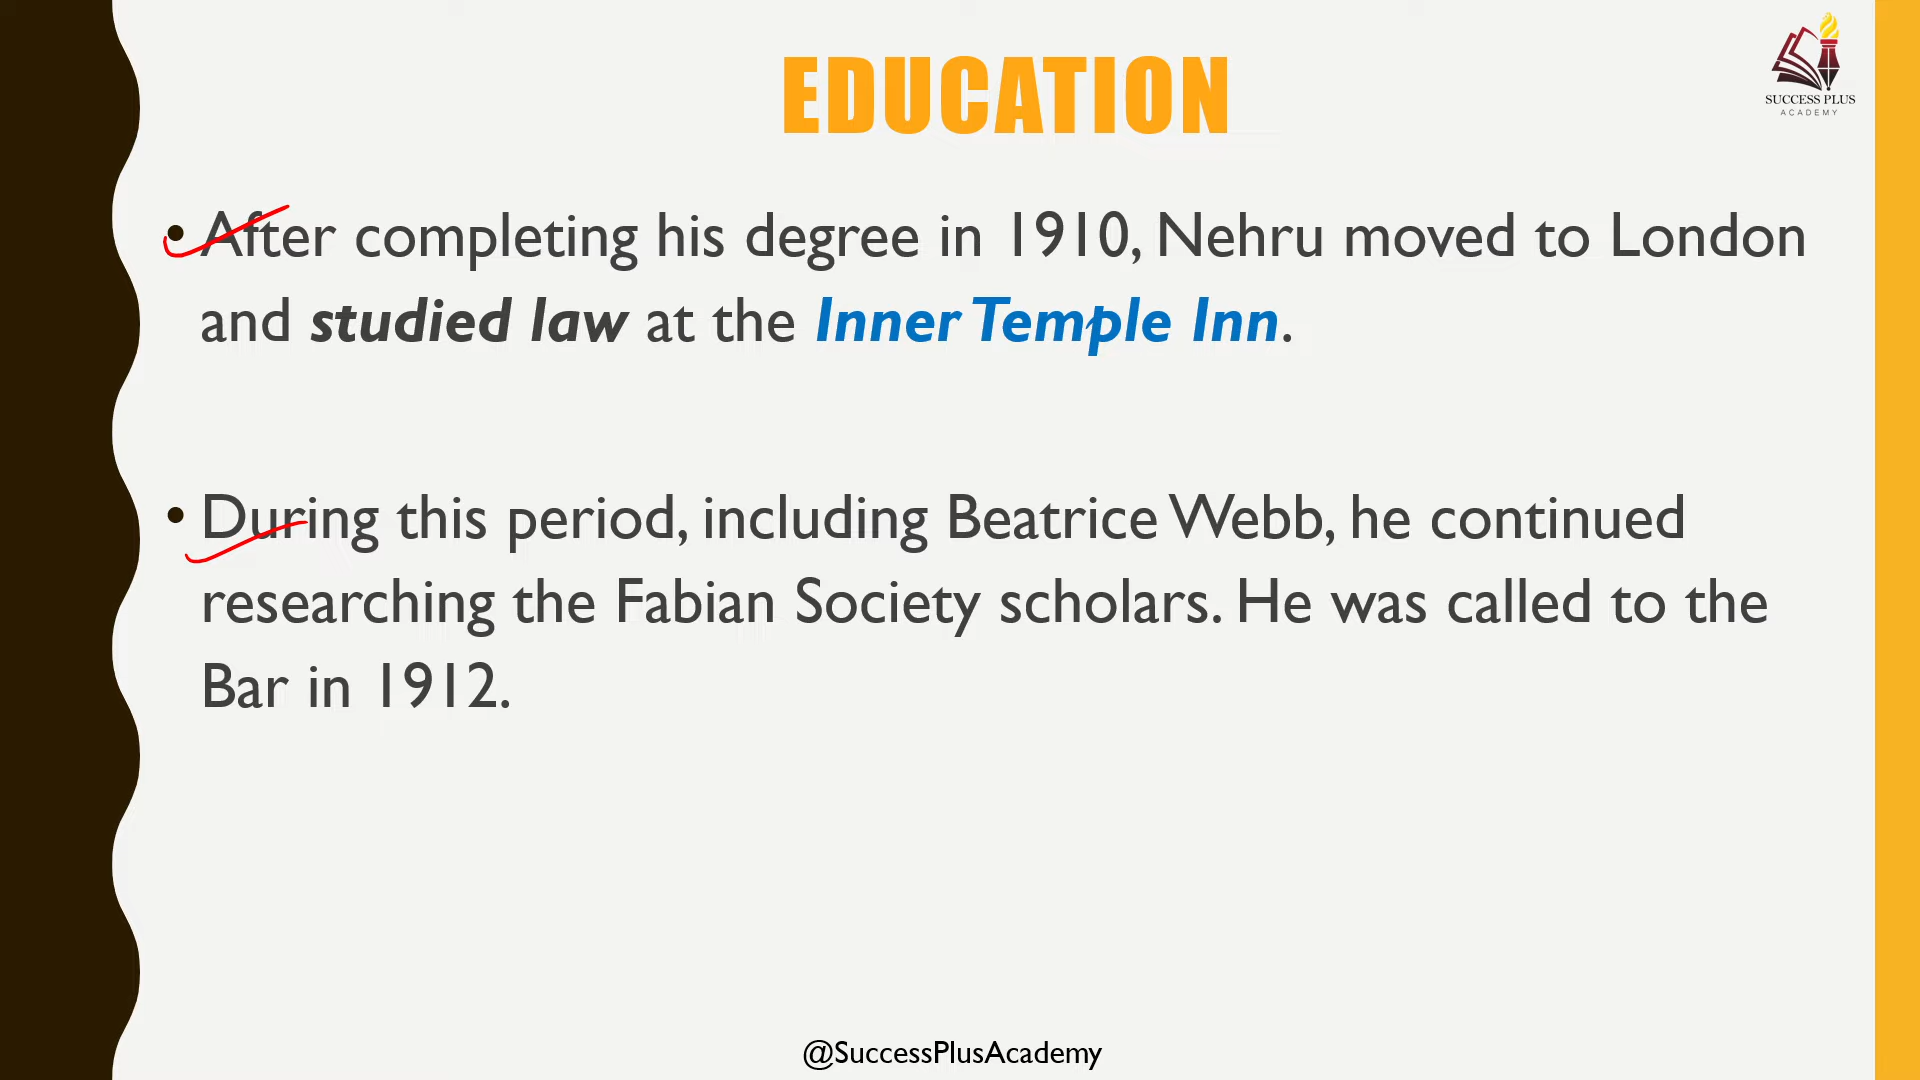 EDUCATION
SUCCESS PLUS
ACADEMY
• After completing his degree in 1910, Nehru moved to London
and studied law at the Inner Temple Inn.
• During this period, including Beatrice Webb, he continued
researching the Fabian Society scholars. He was called to the
Bar in 1912.
@SuccessPlusAcademy